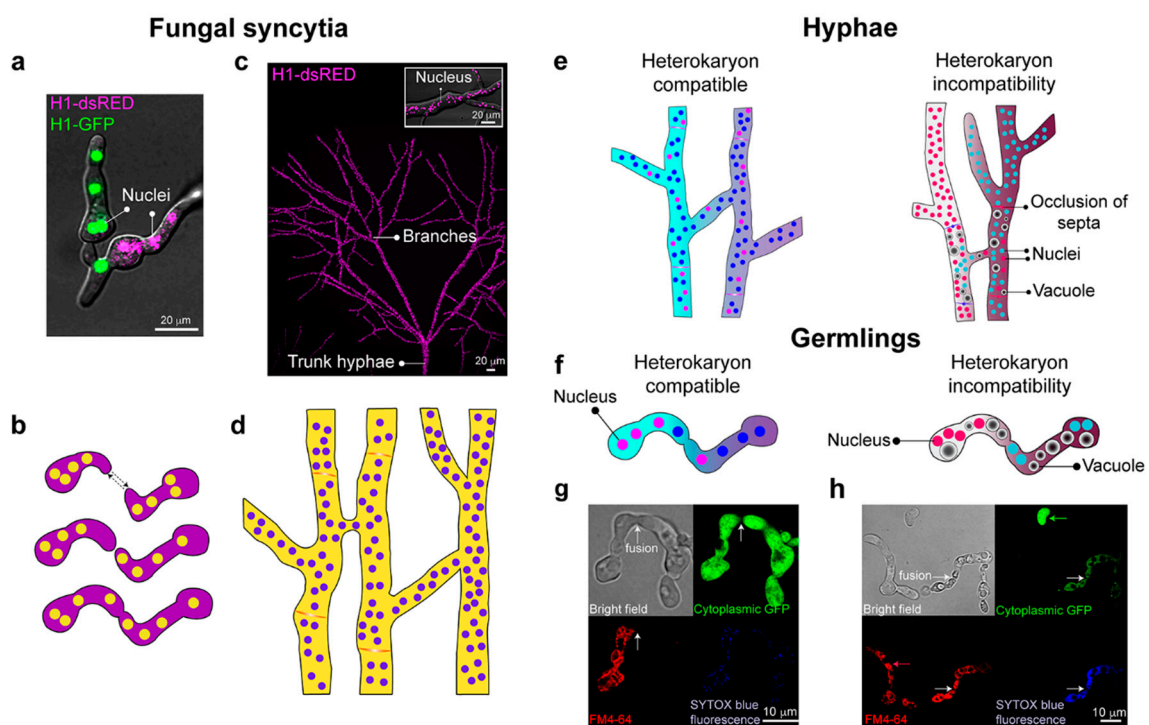 Fungal syncytia
a
H1-dsRED
H1-GFP
Nuclei
20 μm
c
H1-dsRED
Nucleus
20 μm
Branches
Trunk hyphae
20
μm
b
d
Hyphae
e
Heterokaryon
compatible
Heterokaryon
incompatibility
Occlusion of
septa
Nuclei
Vacuole
Germlings
f
Heterokaryon
compatible
Nucleus
Heterokaryon
incompatibility
Nucleus
Vacuole
g
fusion
Bright field
Cytoplasmic GFP
FM4-64
SYTOX blue
fluorescence
10 μm
h
fusion
Bright field
Cytoplasmic GFP
FM4-64
SYTOX blue
fluorescence
10 μm